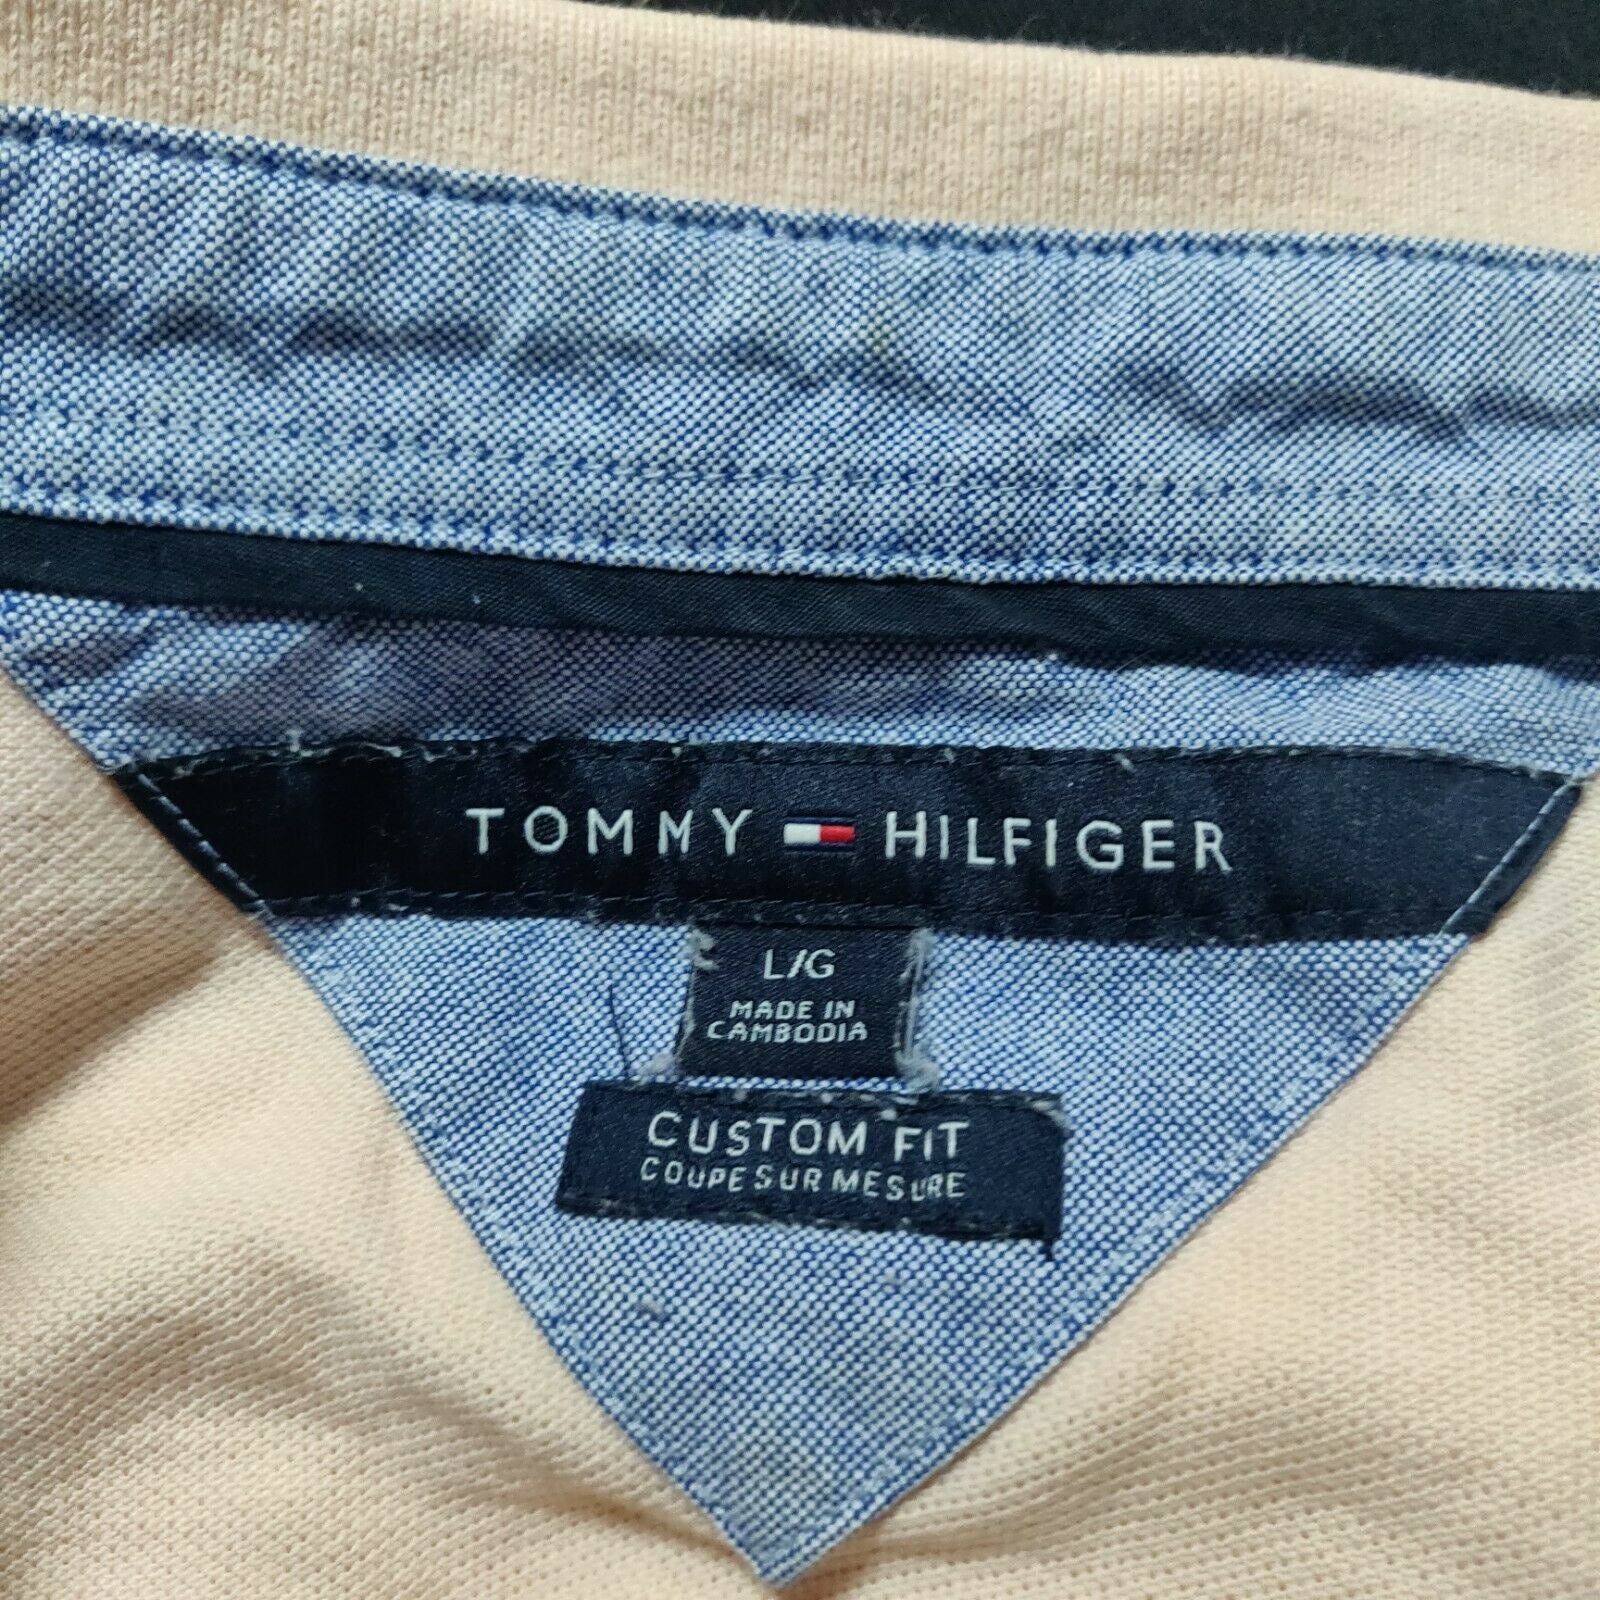 TOMMY HILFIGER
L/G
MADE IN
CAMBODIA
CUSTOM FIT
COUPE SUR MESURE